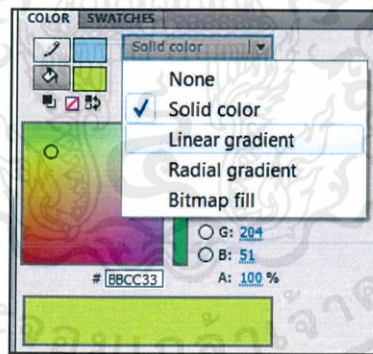 COLOR SWATCHES
Solid color
None
✓ Solid color
Linear gradient
Radial gradient
Bitmap fill
G: 204
B: 51
# BBCC33 A: 100 %